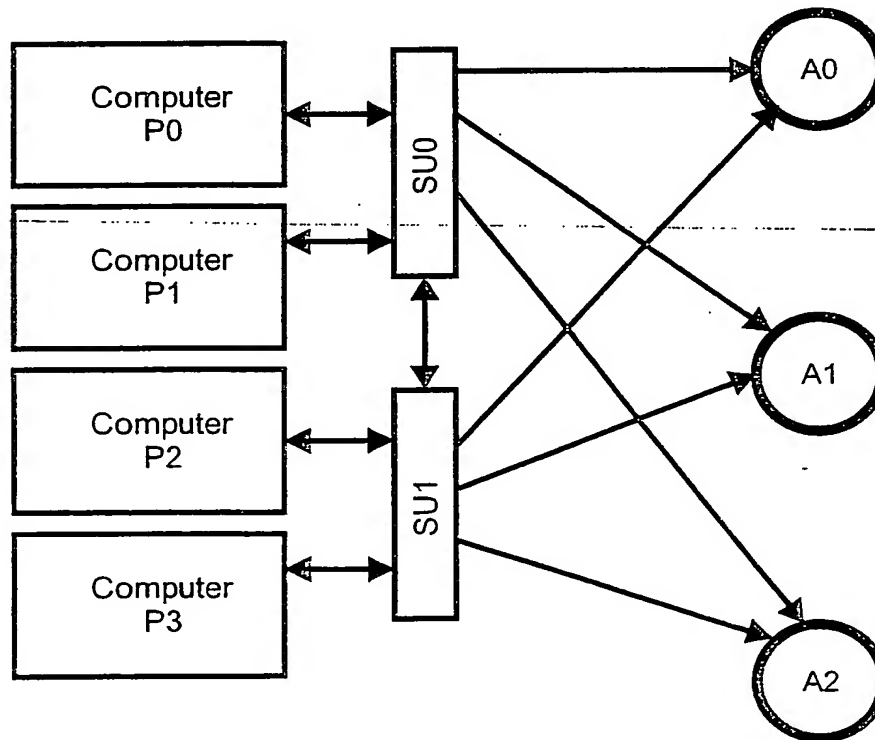 Computer
P0
Computer
P1
Computer
P2
Computer
P3
SU0
SU1
A0
A1
A2